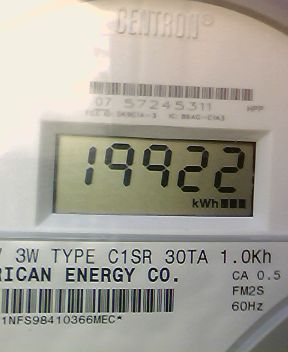 CENTRON®
07 57245311 HPP
19922
kWh
V 3W TYPE C1SR 30TA 1.0Kh
RICAN ENERGY CO. CA 0.5
FM2S
60Hz
1NFS98410366MEC*